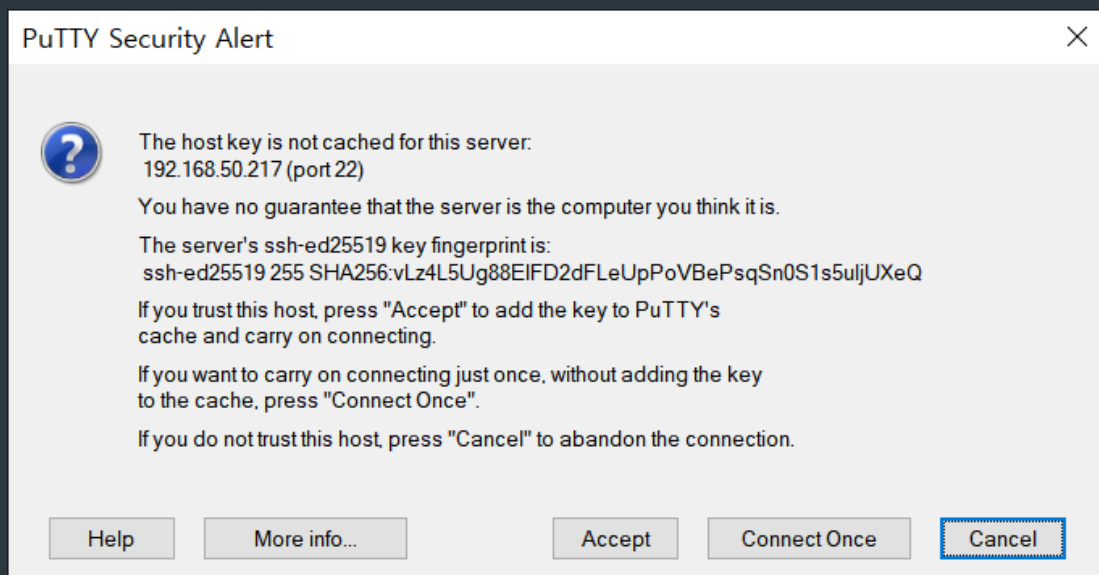 PuTTY Security Alert
The host key is not cached for this server:
192.168.50.217 (port 22)
You have no guarantee that the server is the computer you think it is.
The server's ssh-ed25519 key fingerprint is:
ssh-ed25519 255 SHA256:vLz4L5Ug88EIFD2dFLeUpPoVBePsqSn0S1s5uljUXeQ
If you trust this host, press "Accept" to add the key to PuTTY's
cache and carry on connecting.
If you want to carry on connecting just once, without adding the key
to the cache, press "Connect Once".
If you do not trust this host, press "Cancel" to abandon the connection.
Help
More info...
Accept
Connect Once
Cancel